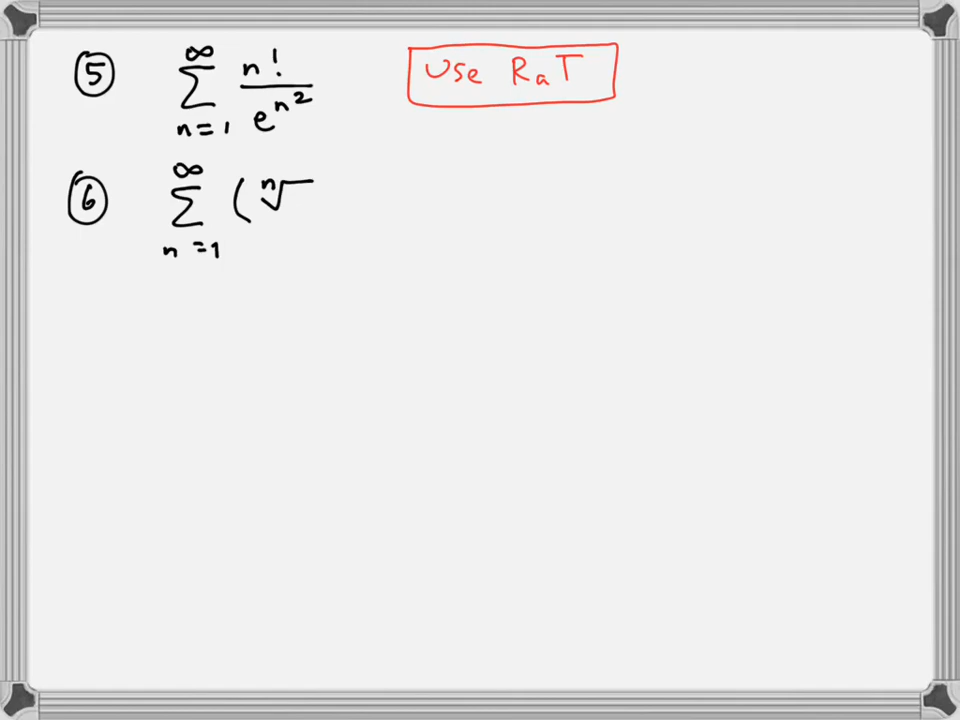 ⑤ ∞∑n=1 n!/e^n² Use RaT
⑥ ∞∑n=1 (ⁿ√